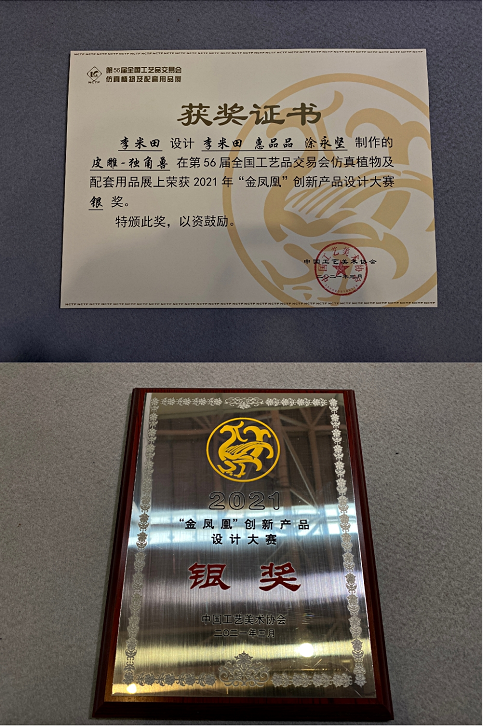 第56届全国工艺品交易会
仿真植物及配套用品展
获奖证书
李米田 设计 李米田 惠品品 涂永坚 制作的
皮雕-独角喜 在第56届全国工艺品交易会仿真植物及
配套用品展上荣获2021年“金凤凰”创新产品设计大赛
银 奖。
特颁此奖，以资鼓励。
中国工艺美术协会
2021
“金凤凰”创新产品
设计大赛
银奖
中国工艺美术协会